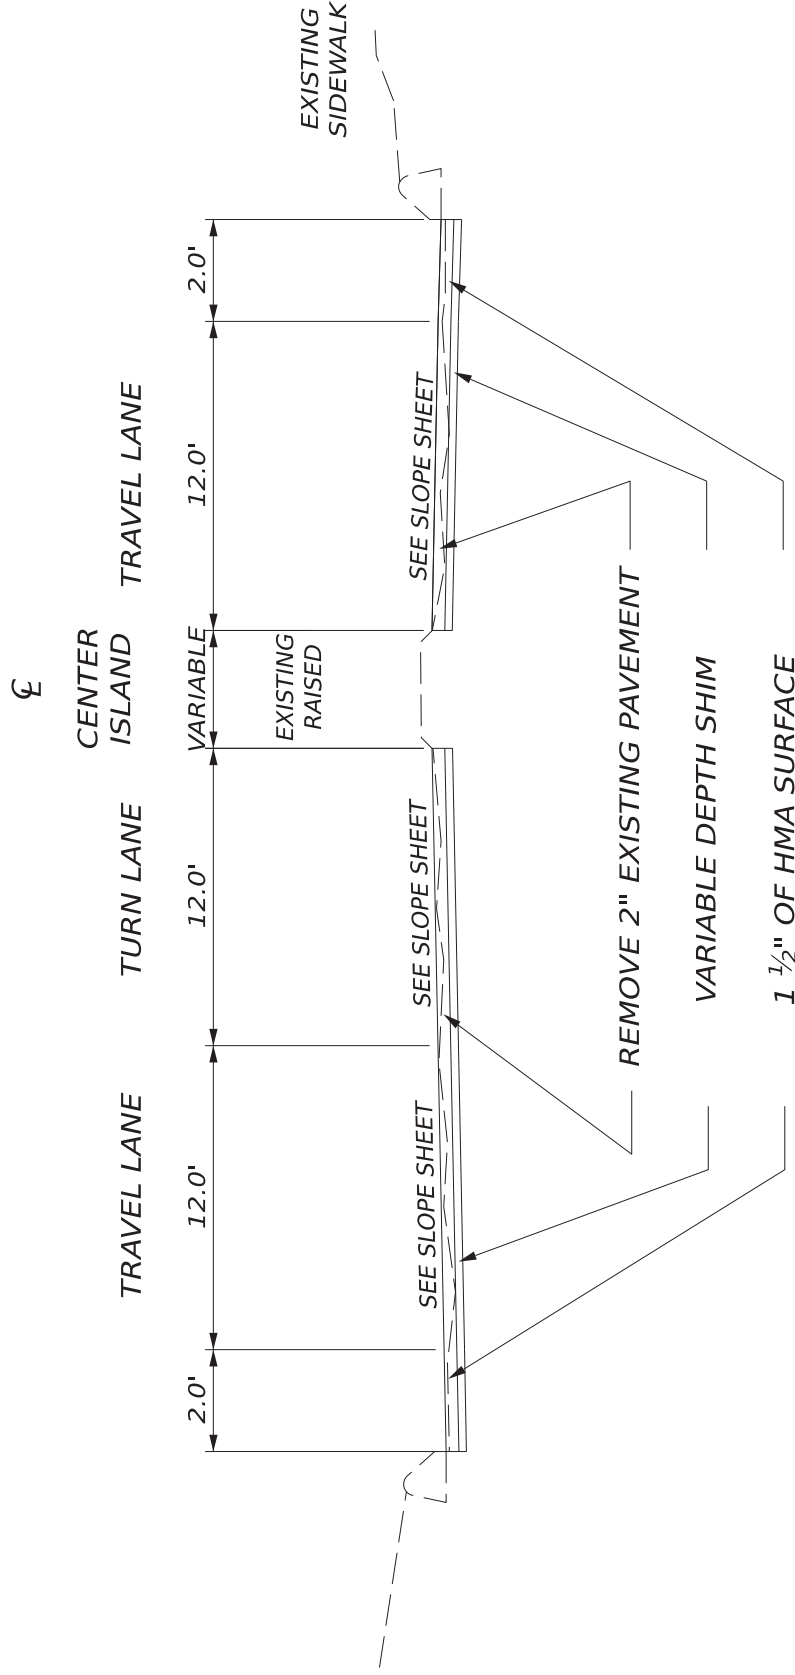 ℄
CENTER
ISLAND
TRAVEL LANE
TURN LANE
TRAVEL LANE
2.0'
12.0'
12.0'
VARIABLE
12.0'
2.0'
EXISTING
RAISED
EXISTING
SIDEWALK
SEE SLOPE SHEET
SEE SLOPE SHEET
SEE SLOPE SHEET
REMOVE 2" EXISTING PAVEMENT
VARIABLE DEPTH SHIM
1 ½" OF HMA SURFACE